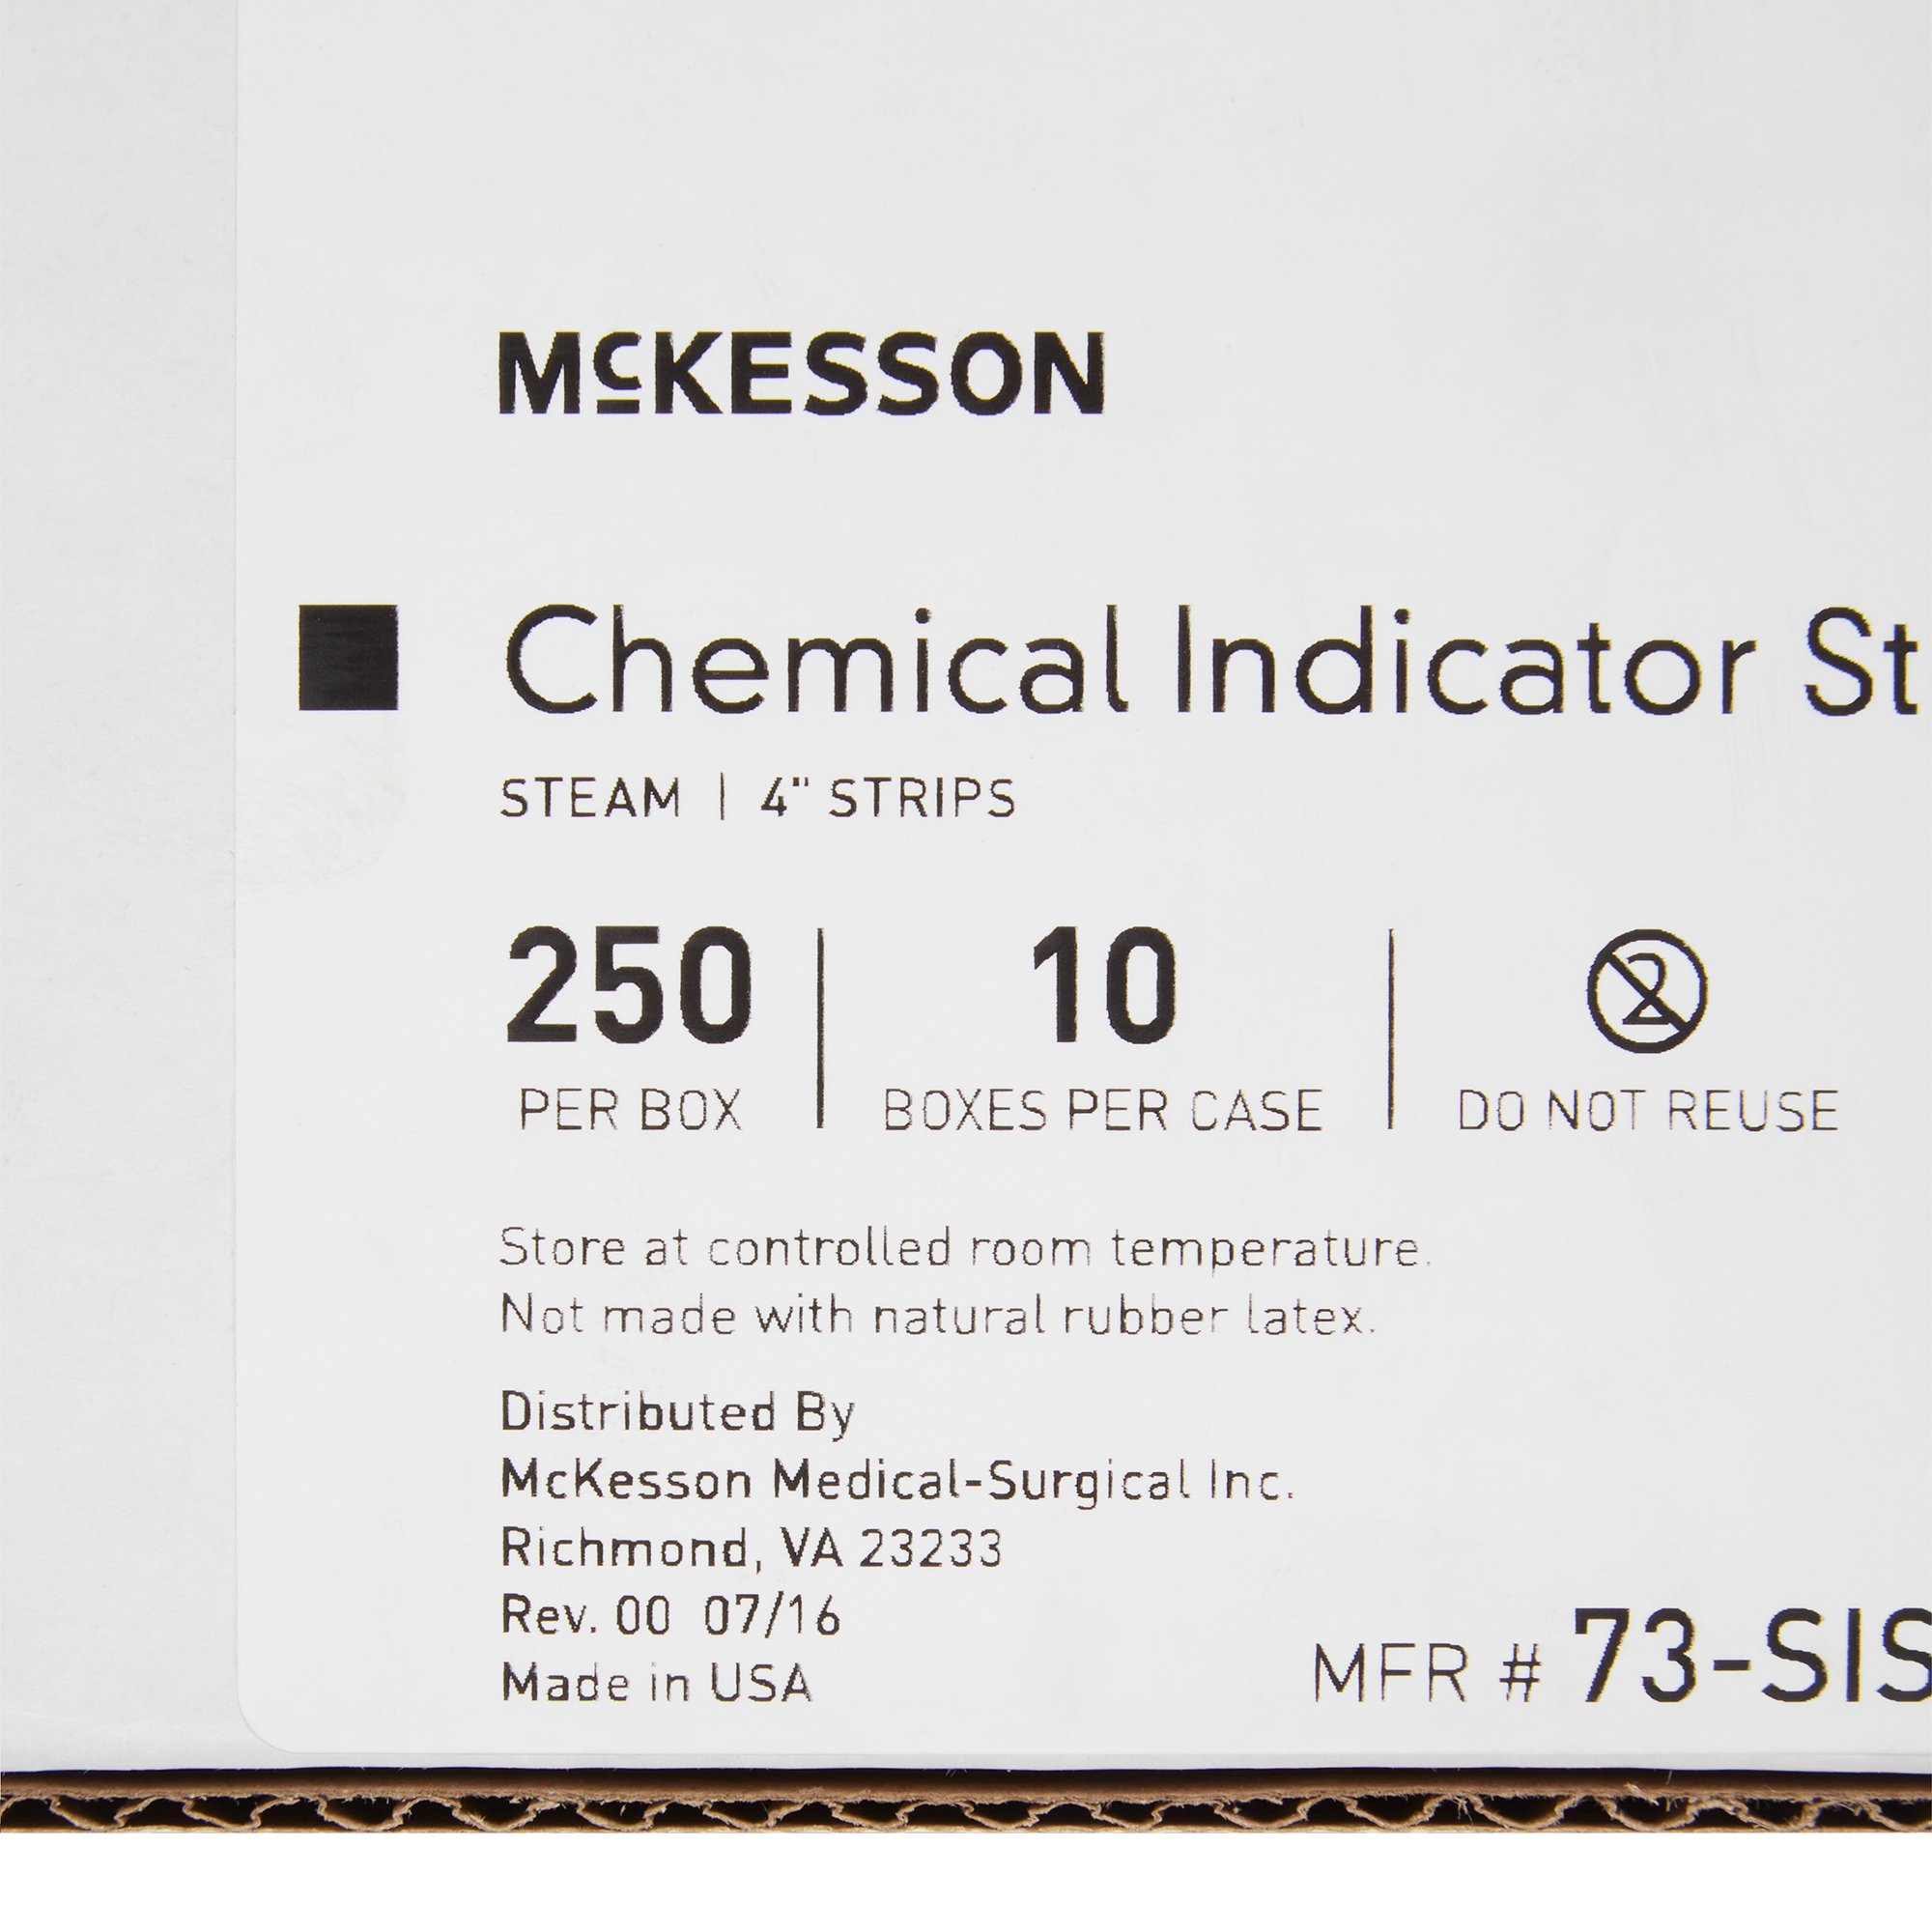 McKESSON
Chemical Indicator St
STEAM | 4" STRIPS
250 | 10 | 2
PER BOX | BOXES PER CASE | DO NOT REUSE
Store at controlled room temperature.
Not made with natural rubber latex.
Distributed By
McKesson Medical-Surgical Inc.
Richmond, VA 23233
Rev. 00 07/16
Made in USA
MFR # 73-SIS